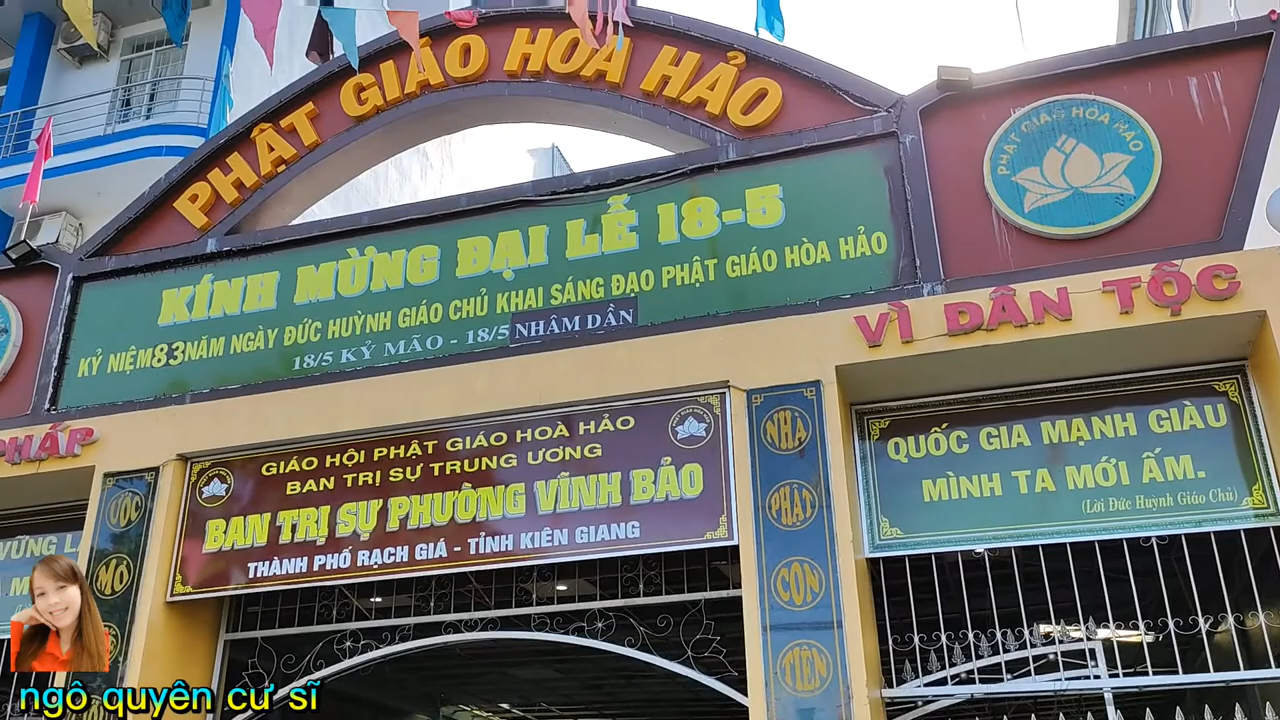 PHẬT GIÁO HOÀ HẢO
PHẬT GIÁO HÒA HẢO
KÍNH MỪNG ĐẠI LỄ 18-5
KỶ NIỆM 83 NĂM NGÀY ĐỨC HUỲNH GIÁO CHỦ KHAI SÁNG ĐẠO PHẬT GIÁO HÒA HẢO
18/5 KỶ MÃO - 18/5 NHÂM DẦN
PHÁP
VÌ DÂN TỘC
GIÁO HỘI PHẬT GIÁO HOÀ HẢO
BAN TRỊ SỰ TRUNG ƯƠNG
BAN TRỊ SỰ PHƯỜNG VĨNH BẢO
THÀNH PHỐ RẠCH GIÁ - TỈNH KIÊN GIANG
NHÀ
PHẬT
CON
TIÊN
QUỐC GIA MẠNH GIÀU
MÌNH TA MỚI ẤM.
(Lời Đức Huỳnh Giáo Chủ)
VỮNG
ngô quyên cư sĩ